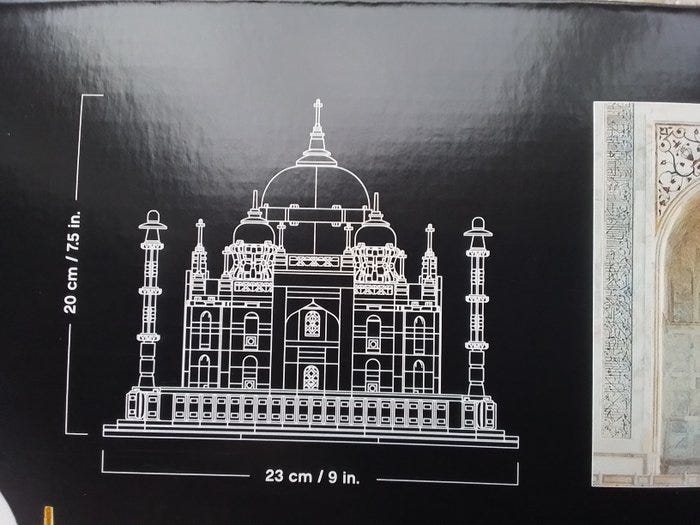 20 cm / 7.5 in.
23 cm / 9 in.